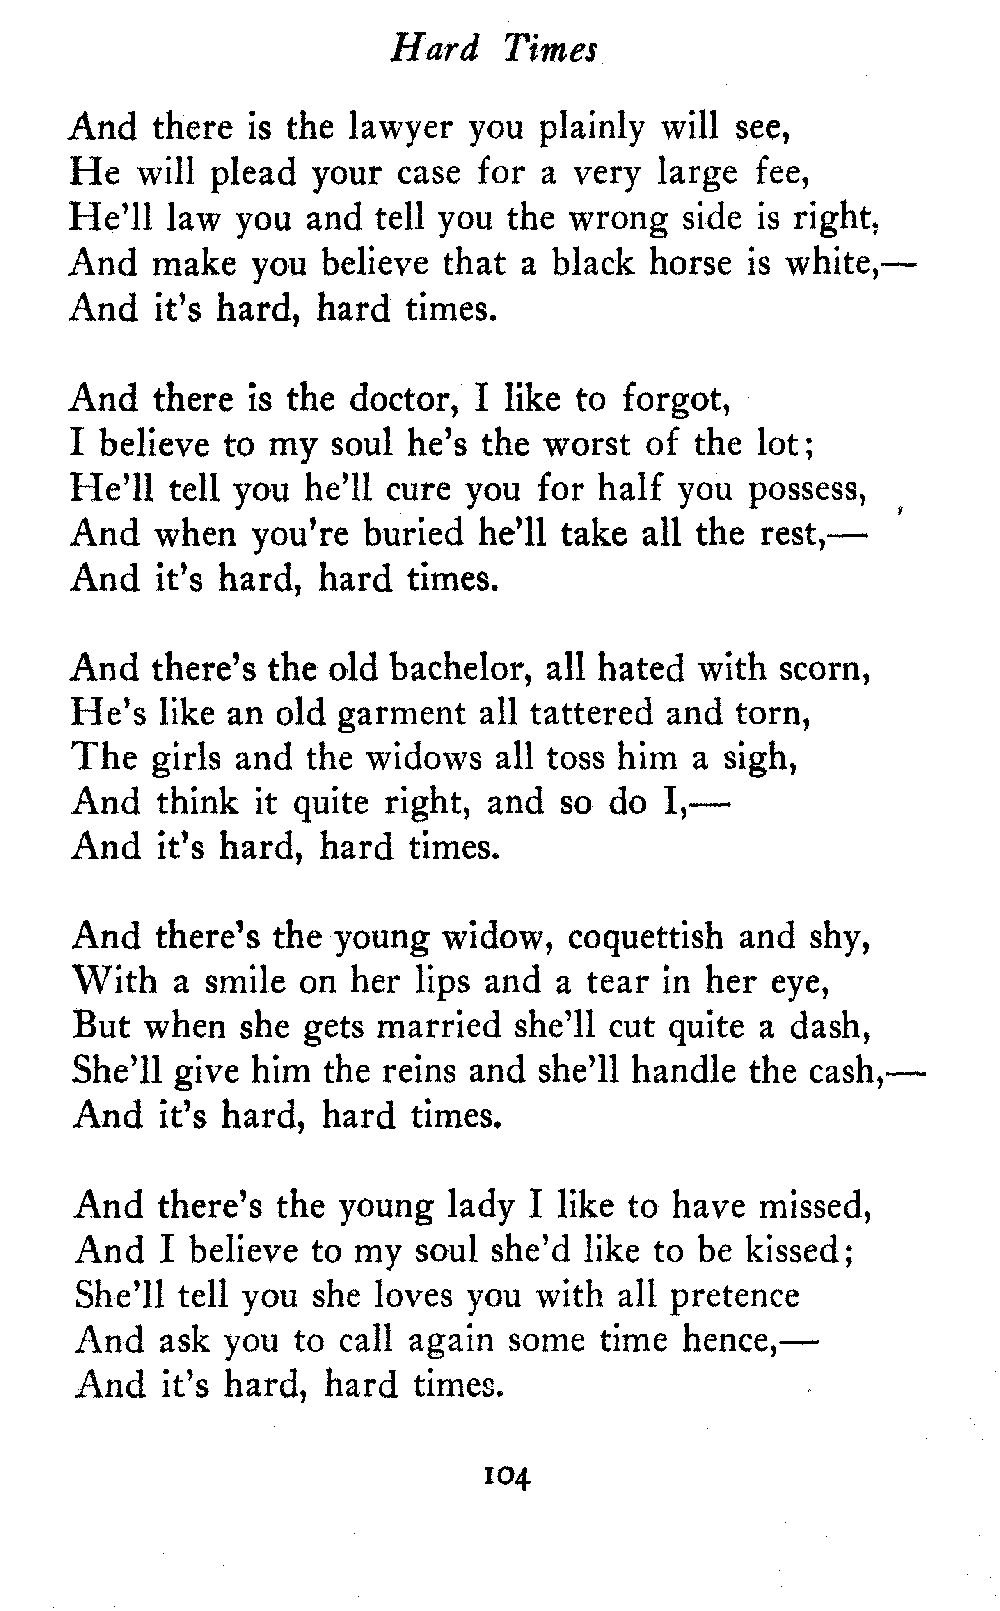 Hard Times
And there is the lawyer you plainly will see,
He will plead your case for a very large fee,
He'll law you and tell you the wrong side is right,
And make you believe that a black horse is white,—
And it's hard, hard times.
And there is the doctor, I like to forgot,
I believe to my soul he's the worst of the lot;
He'll tell you he'll cure you for half you possess,
And when you're buried he'll take all the rest,—
And it's hard, hard times.
And there's the old bachelor, all hated with scorn,
He's like an old garment all tattered and torn,
The girls and the widows all toss him a sigh,
And think it quite right, and so do I,—
And it's hard, hard times.
And there's the young widow, coquettish and shy,
With a smile on her lips and a tear in her eye,
But when she gets married she'll cut quite a dash,
She'll give him the reins and she'll handle the cash,—
And it's hard, hard times.
And there's the young lady I like to have missed,
And I believe to my soul she'd like to be kissed;
She'll tell you she loves you with all pretence
And ask you to call again some time hence,—
And it's hard, hard times.
104